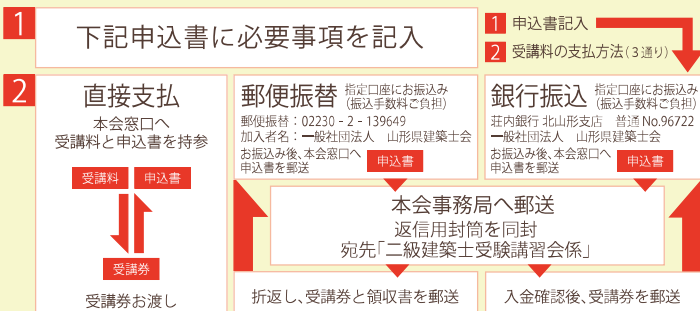 1
下記申込書に必要事項を記入
1 申込書記入
2 受講料の支払方法(3通り)
2
直接支払
本会窓口へ
受講料と申込書を持参
受講料 申込書
受講券
受講券お渡し
郵便振替 指定口座にお振込み
(振込手数料ご負担)
郵便振替：02230-2-139649
加入者名：一般社団法人 山形県建築士会
お振込み後、本会窓口へ
申込書を郵送
申込書
銀行振込 指定口座にお振込み
(振込手数料ご負担)
荘内銀行 北山形支店 普通No.96722
一般社団法人 山形県建築士会
お振込み後、本会窓口へ
申込書を郵送
申込書
本会事務局へ郵送
返信用封筒を同封
宛先「二級建築士受験講習会係」
折返し、受講券と領収書を郵送
入金確認後、受講券を郵送